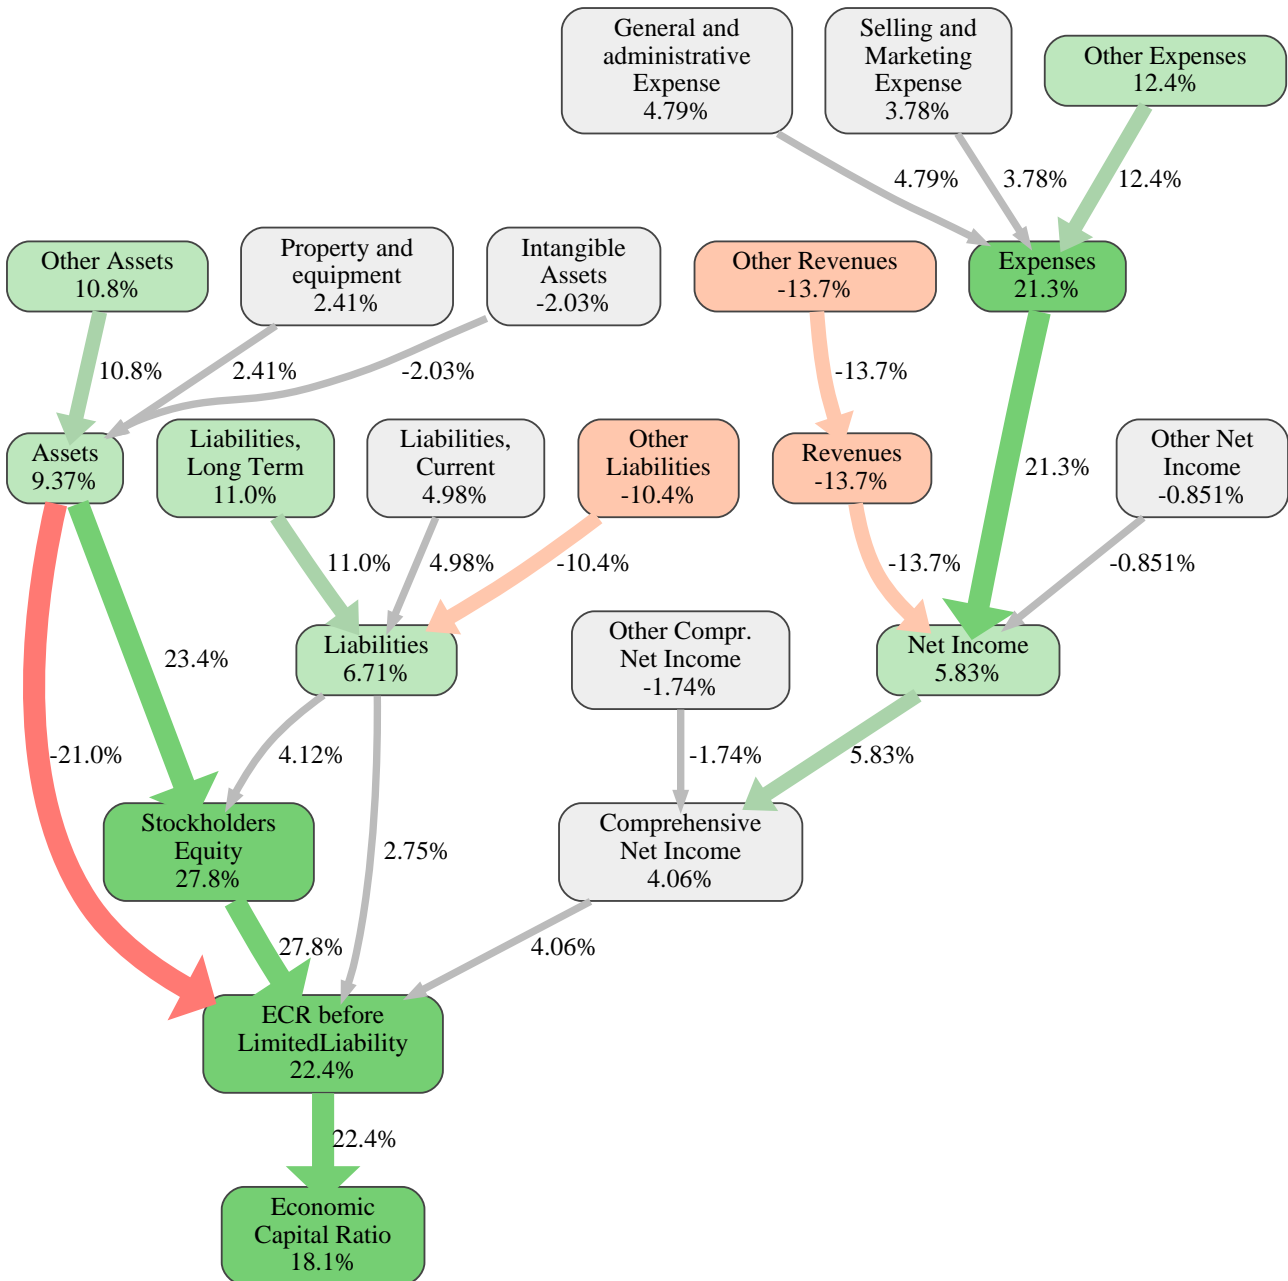 General and
administrative
Expense
4.79%
Selling and
Marketing
Expense
3.78%
Other Expenses
12.4%
4.79%
3.78%
12.4%
Other Assets
10.8%
Property and
equipment
2.41%
Intangible
Assets
-2.03%
Other Revenues
-13.7%
Expenses
21.3%
10.8%
2.41%
-2.03%
-13.7%
21.3%
Assets
9.37%
Liabilities,
Long Term
11.0%
Liabilities,
Current
4.98%
Other
Liabilities
-10.4%
Revenues
-13.7%
Other Net
Income
-0.851%
11.0%
4.98%
-10.4%
-13.7%
-0.851%
23.4%
Liabilities
6.71%
Other Compr.
Net Income
-1.74%
Net Income
5.83%
-21.0%
4.12%
-1.74%
5.83%
Stockholders
Equity
27.8%
2.75%
Comprehensive
Net Income
4.06%
27.8%
4.06%
ECR before
LimitedLiability
22.4%
22.4%
Economic
Capital Ratio
18.1%